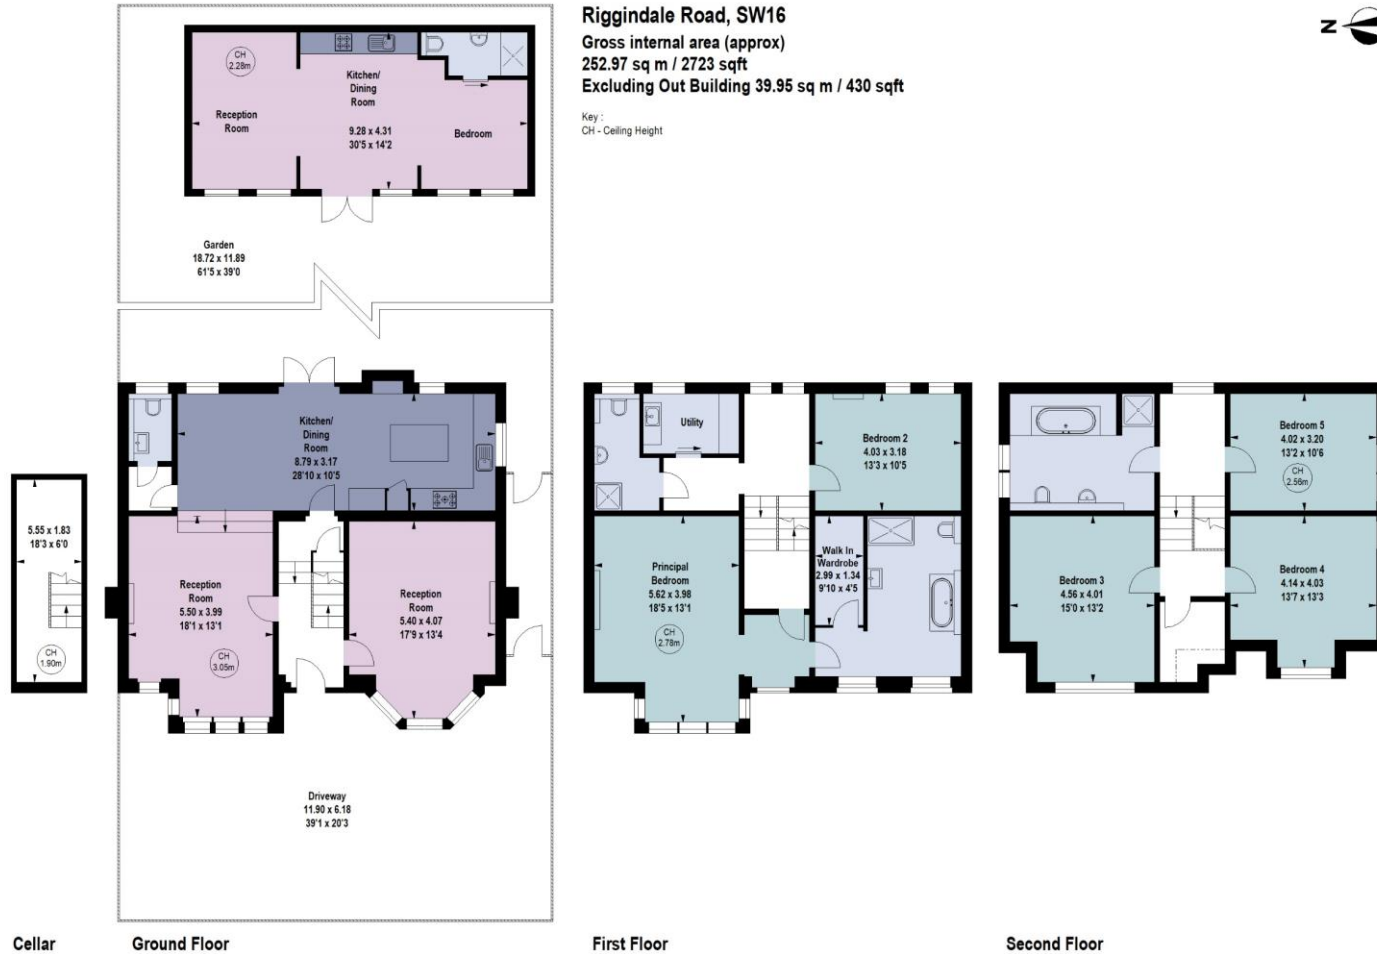 Riggindale Road, SW16
Gross internal area (approx)
252.97 sq m / 2723 sqft
Excluding Out Building 39.95 sq m / 430 sqft
Key :
CH - Ceiling Height
N
CH
2.28m
Reception
Room
Kitchen/
Dining
Room
9.28 x 4.31
30'5 x 14'2
Bedroom
Garden
18.72 x 11.89
61'5 x 39'0
5.55 x 1.83
18'3 x 6'0
CH
1.90m
Kitchen/
Dining
Room
8.79 x 3.17
28'10 x 10'5
Reception
Room
5.50 x 3.99
18'1 x 13'1
CH
3.05m
Reception
Room
5.40 x 4.07
17'9 x 13'4
Driveway
11.90 x 6.18
39'1 x 20'3
Utility
Bedroom 2
4.03 x 3.18
13'3 x 10'5
Principal
Bedroom
5.62 x 3.98
18'5 x 13'1
CH
2.78m
Walk In
Wardrobe
2.99 x 1.34
9'10 x 4'5
Bedroom 5
4.02 x 3.20
13'2 x 10'6
CH
2.56m
Bedroom 3
4.56 x 4.01
15'0 x 13'2
Bedroom 4
4.14 x 4.03
13'7 x 13'3
Cellar
Ground Floor
First Floor
Second Floor